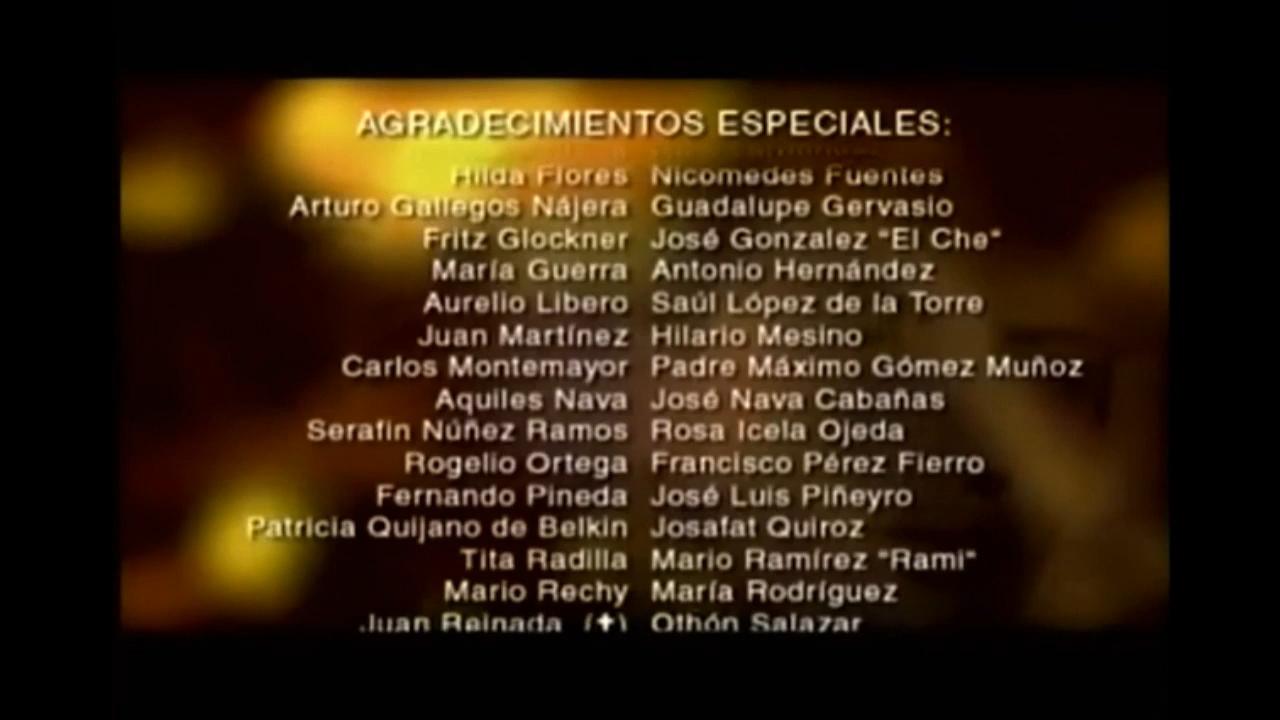 AGRADECIMIENTOS ESPECIALES:
Hilda Flores Nicomedes Fuentes
Arturo Gallegos Nájera Guadalupe Gervasio
Fritz Glockner José Gonzalez "El Che"
María Guerra Antonio Hernández
Aurelio Libero Saúl López de la Torre
Juan Martínez Hilario Mesino
Carlos Montemayor Padre Máximo Gómez Muñoz
Aquiles Nava José Nava Cabañas
Serafin Núñez Ramos Rosa Icela Ojeda
Rogelio Ortega Francisco Pérez Fierro
Fernando Pineda José Luis Piñeyro
Patricia Quijano de Belkin Josafat Quiroz
Tita Radilla Mario Ramírez "Rami"
Mario Rechy María Rodríguez
Juan Reinada (✝) Othón Salazar